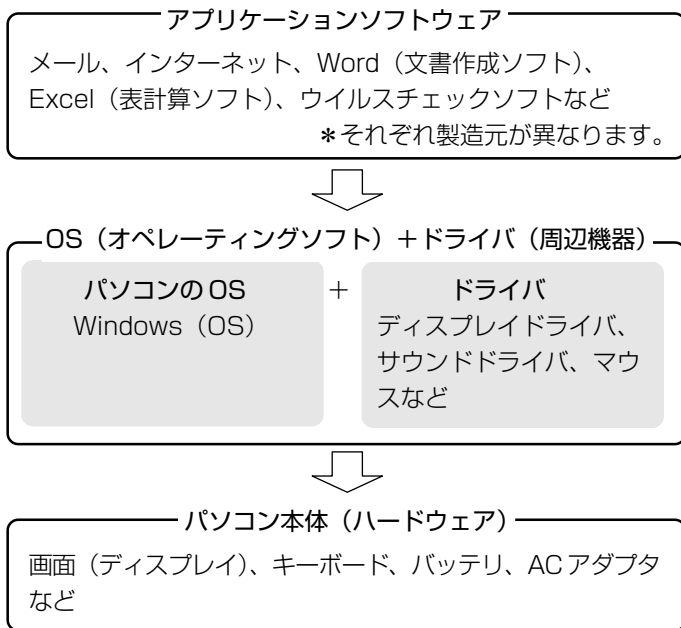 アプリケーションソフトウェア
メール、インターネット、Word（文書作成ソフト）、
Excel（表計算ソフト）、ウイルスチェックソフトなど
＊それぞれ製造元が異なります。
OS（オペレーティングソフト）＋ドライバ（周辺機器）
パソコンの OS ＋ ドライバ
Windows（OS） ディスプレイドライバ、
サウンドドライバ、マウ
スなど
パソコン本体（ハードウェア）
画面（ディスプレイ）、キーボード、バッテリ、AC アダプタ
など